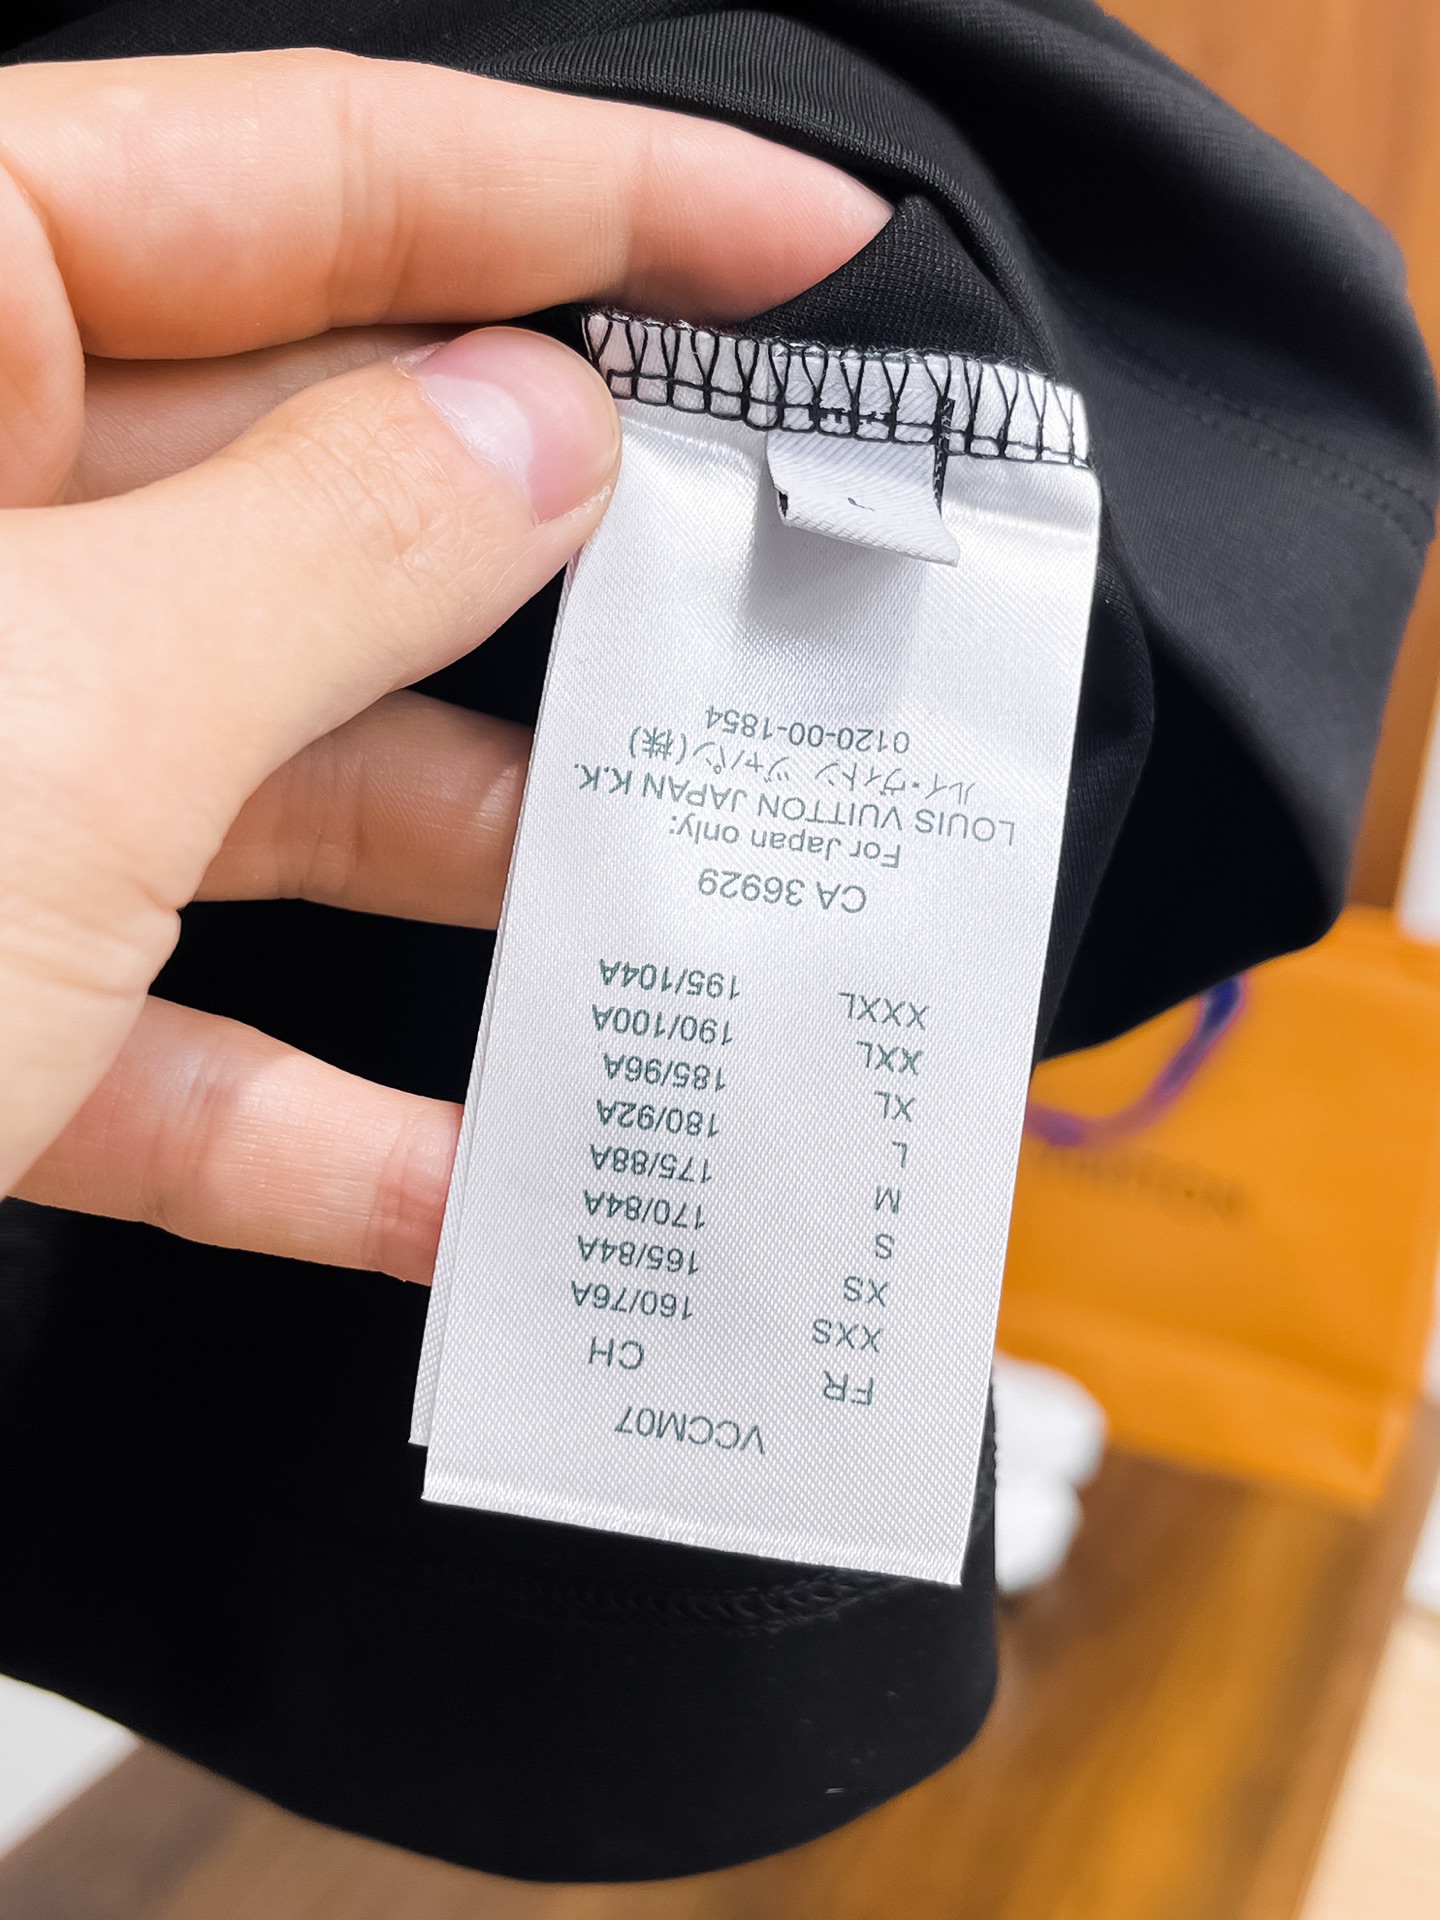 VCCM07
FR CH
XXS 160/76A
XS 165/84A
S 170/84A
M 175/88A
L 180/92A
XL 185/96A
XXL 190/100A
XXXL 195/104A
CA 36929
For Japan only:
LOUIS VUITTON JAPAN K.K.
ルイ・ヴィトン ジャパン(株)
0120-00-1854